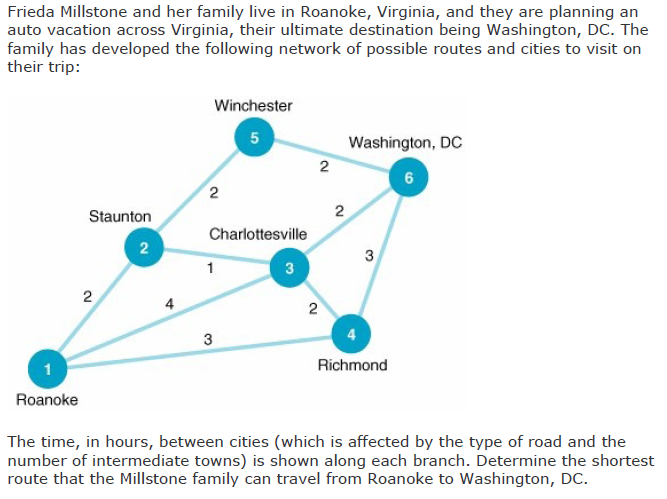 Frieda Millstone and her family live in Roanoke, Virginia, and they are planning an
auto vacation across Virginia, their ultimate destination being Washington, DC. The
family has developed the following network of possible routes and cities to visit on
their trip:
Winchester
5
Washington, DC
2
6
2
2
Staunton
Charlottesville
2
1
3
3
2
4
2
3
4
1
Richmond
Roanoke
The time, in hours, between cities (which is affected by the type of road and the
number of intermediate towns) is shown along each branch. Determine the shortest
route that the Millstone family can travel from Roanoke to Washington, DC.